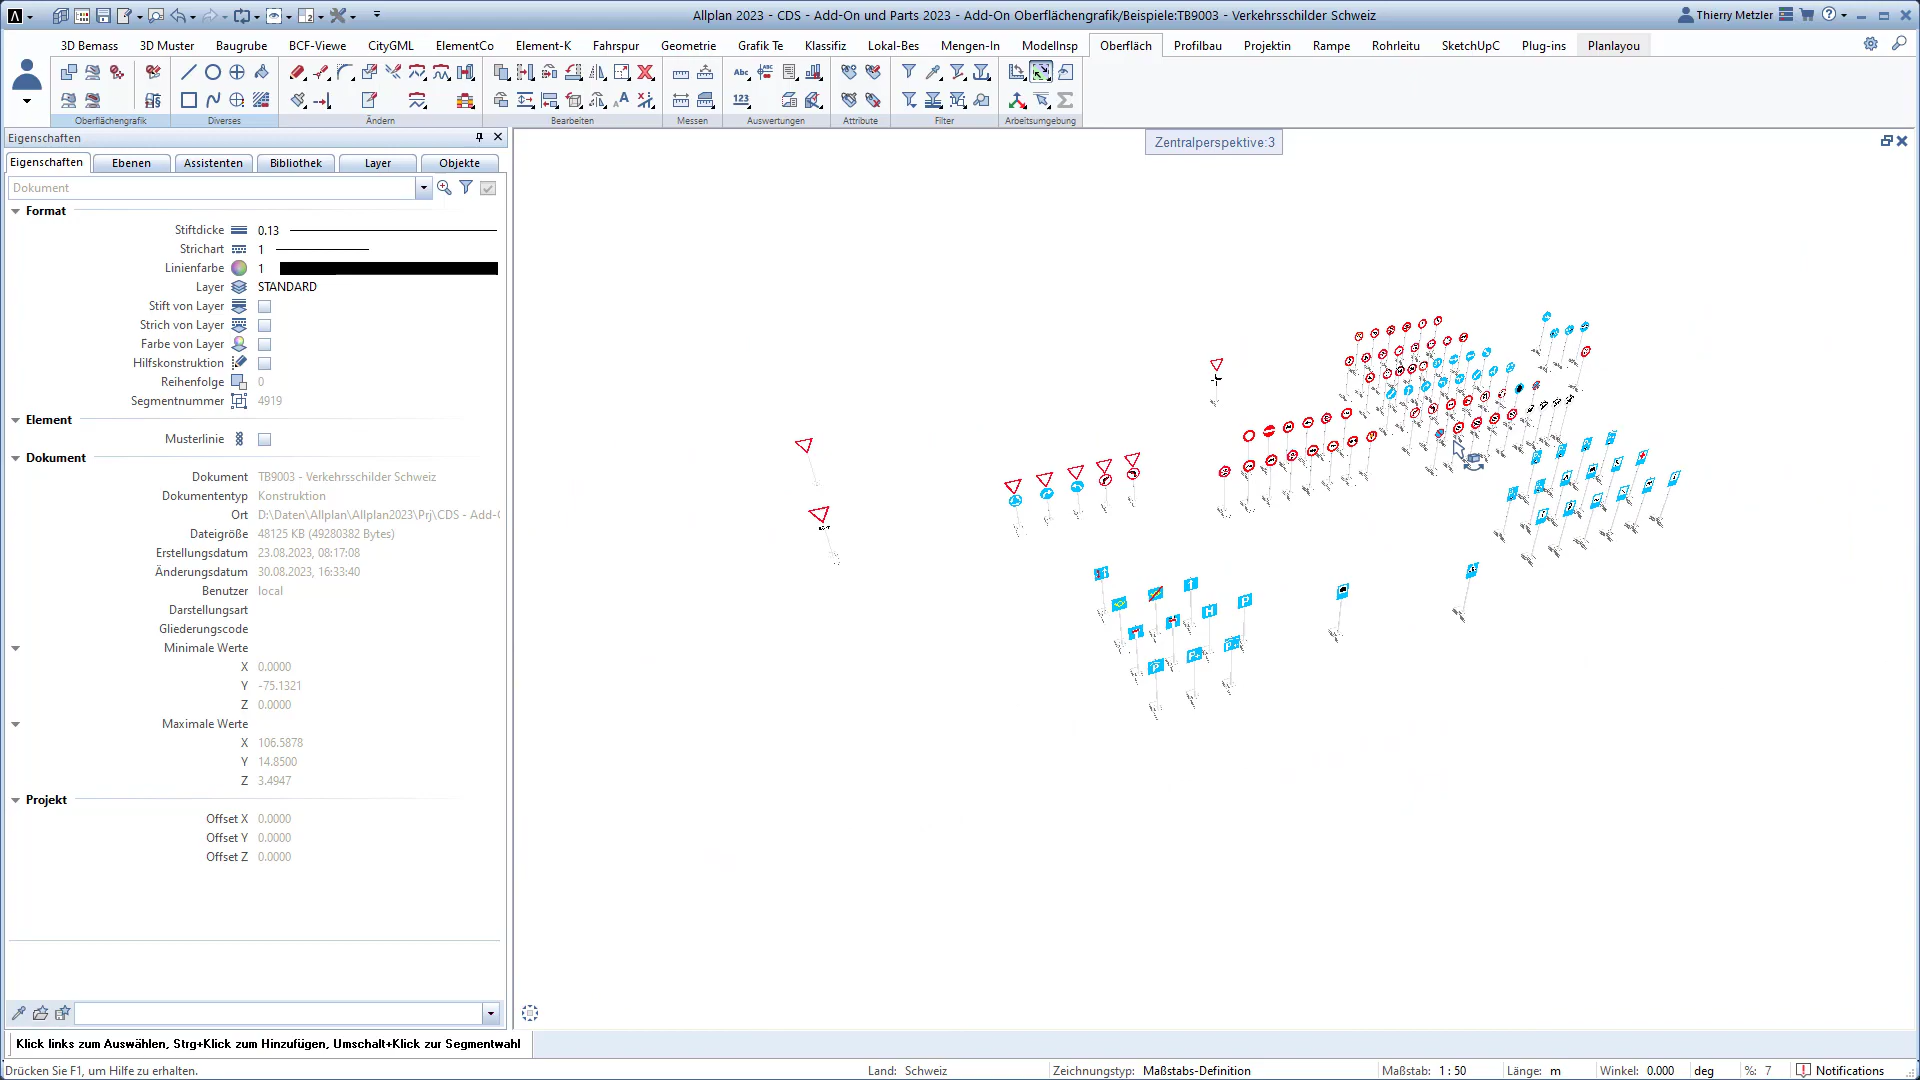 Allplan 2023 - CDS - Add-On und Parts 2023 - Add-On Oberflächengrafik/Beispiele:TB9003 - Verkehrsschilder Schweiz
Thierry Metzler
3D Bemass 3D Muster Baugrube BCF-Viewe CityGML ElementCo Element-K Fahrspur Geometrie Grafik Te Klassifiz Lokal-Bes Mengen-In ModelInsp Oberfläch Profilbau Projektin Rampe Rohrleitu SketchUpC Plug-ins Planlayou
Oberflächengrafik Diverses Ändern Bearbeiten Messen Auswertungen Attribute Filter Arbeitsumgebung
Eigenschaften
Zentralperspektive:3
Eigenschaften Ebenen Assistenten Bibliothek Layer Objekte
Dokument
Format
Stiftdicke 0.13
Strichart 1
Linienfarbe 1
Layer STANDARD
Stift von Layer
Strich von Layer
Farbe von Layer
Hilfskonstruktion
Reihenfolge 0
Segmentnummer 4919
Element
Musterlinie
Dokument
Dokument TB9003 - Verkehrsschilder Schweiz
Dokumententyp Konstruktion
Ort D:\Daten\Allplan\Allplan2023\Prj\CDS - Add-
Dateigröße 48125 KB (49280382 Bytes)
Erstellungsdatum 23.08.2023, 08:17:08
Änderungsdatum 30.08.2023, 16:33:40
Benutzer local
Darstellungsart
Gliederungscode
Minimale Werte
X 0.0000
Y -75.1321
Z 0.0000
Maximale Werte
X 106.5878
Y 14.8500
Z 3.4947
Projekt
Offset X 0.0000
Offset Y 0.0000
Offset Z 0.0000
Klick links zum Auswählen, Strg+Klick zum Hinzufügen, Umschalt+Klick zur Segmentwahl
Drücken Sie F1, um Hilfe zu erhalten. Land: Schweiz Zeichnungstyp: Maßstabs-Definition Maßstab: 1 : 50 Länge: m Winkel: 0.000 deg %: 7 Notifications